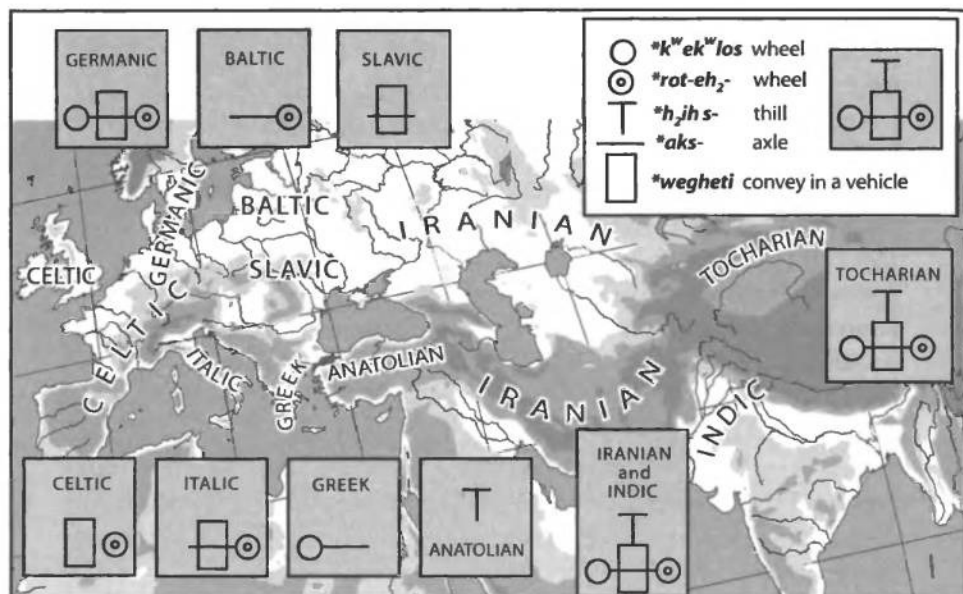 GERMANIC
BALTIC
SLAVIC
*kʷekʷlos wheel
*rot-eh₂- wheel
*h₂ih s- thill
*aks- axle
*wegheti convey in a vehicle
CELTIC
GERMANIC
BALTIC
SLAVIC
IRANIAN
TOCHARIAN
TOCHARIAN
CELTIC
ITALIC
GREEK
ANATOLIAN
IRANIAN
INDIC
CELTIC
ITALIC
GREEK
ANATOLIAN
IRANIAN
and
INDIC